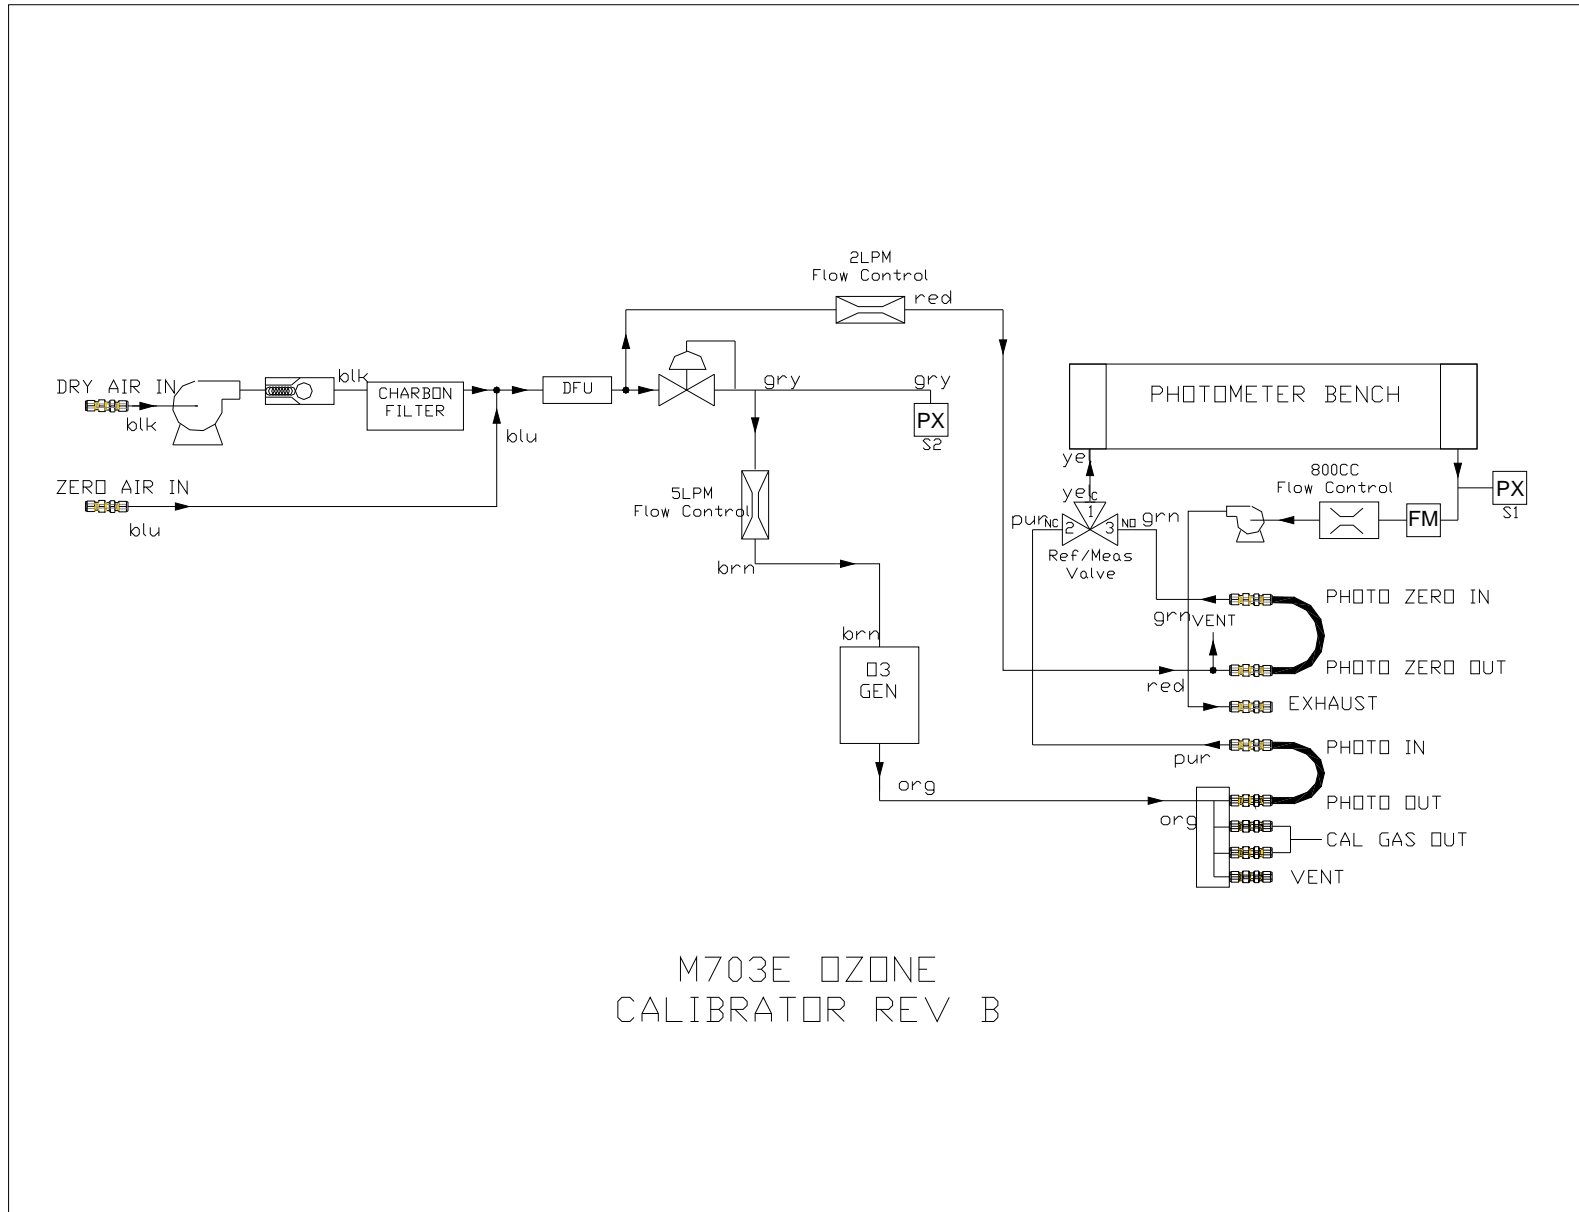 2LPM
Flow Control
red
DRY AIR IN
blk
blk
CHARBON
FILTER
DFU
gry
gry
PX
S2
blu
ZERO AIR IN
blu
5LPM
Flow Control
brn
brn
O3
GEN
org
org
PHOTOMETER BENCH
yel
yel
C
1
pur
NC
2
3
NO
grn
Ref/Meas
Valve
800CC
Flow Control
FM
PX
S1
PHOTO ZERO IN
grn
VENT
PHOTO ZERO OUT
red
EXHAUST
PHOTO IN
pur
PHOTO OUT
CAL GAS OUT
VENT
M703E OZONE
CALIBRATOR REV B